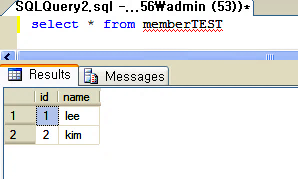 SQLQuery2.sql -...56₩admin (53))*
select * from memberTEST
Results Messages
id name
1 1 lee
2 2 kim